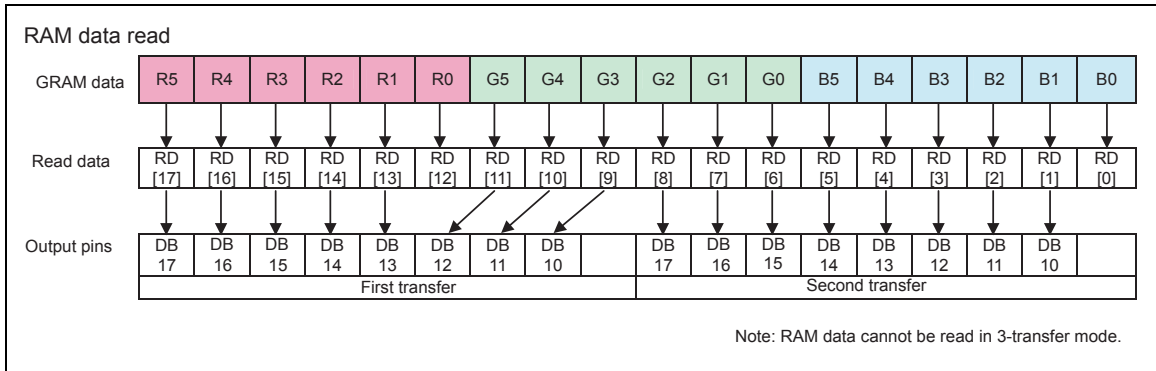 RAM data read
GRAM data R5 R4 R3 R2 R1 R0 G5 G4 G3 G2 G1 G0 B5 B4 B3 B2 B1 B0
Read data RD RD RD RD RD RD RD RD RD RD RD RD RD RD RD RD RD RD
[17] [16] [15] [14] [13] [12] [11] [10] [9] [8] [7] [6] [5] [4] [3] [2] [1] [0]
Output pins DB DB DB DB DB DB DB DB DB DB DB DB DB DB DB DB
17 16 15 14 13 12 11 10 17 16 15 14 13 12 11 10
First transfer Second transfer
Note: RAM data cannot be read in 3-transfer mode.